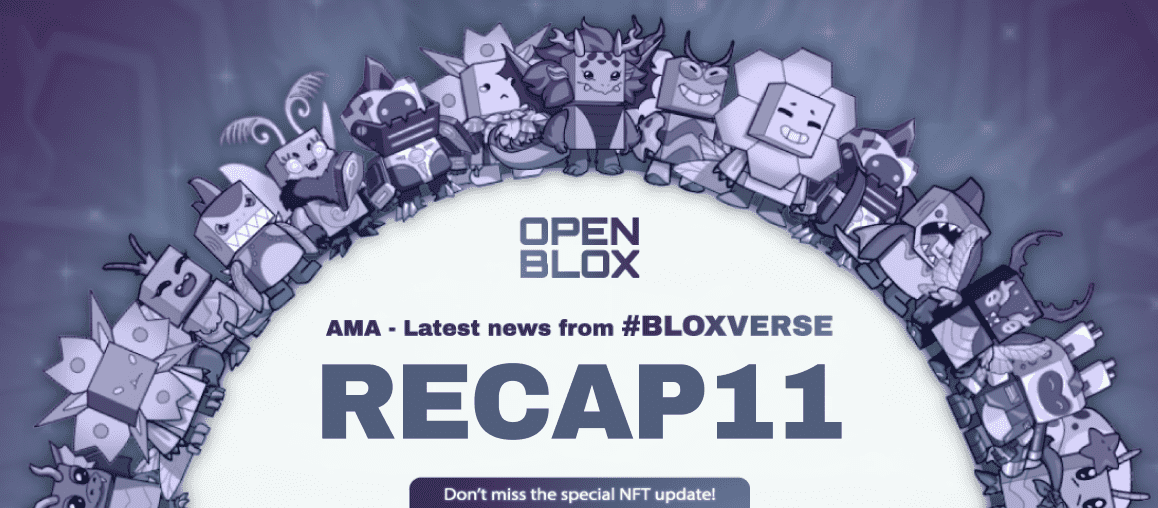 OPEN
BLOX
AMA - Latest news from #BLOXVERSE
RECAP11
Don't miss the special NFT update!